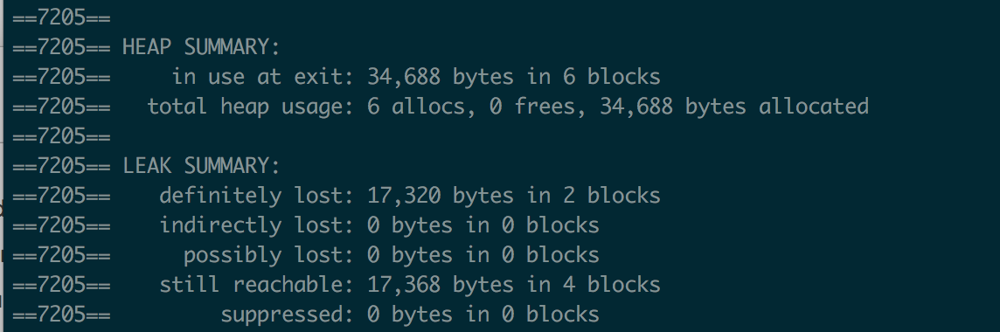 ==7205==
==7205== HEAP SUMMARY:
==7205==     in use at exit: 34,688 bytes in 6 blocks
==7205==   total heap usage: 6 allocs, 0 frees, 34,688 bytes allocated
==7205==
==7205== LEAK SUMMARY:
==7205==    definitely lost: 17,320 bytes in 2 blocks
==7205==    indirectly lost: 0 bytes in 0 blocks
==7205==      possibly lost: 0 bytes in 0 blocks
==7205==    still reachable: 17,368 bytes in 4 blocks
==7205==         suppressed: 0 bytes in 0 blocks